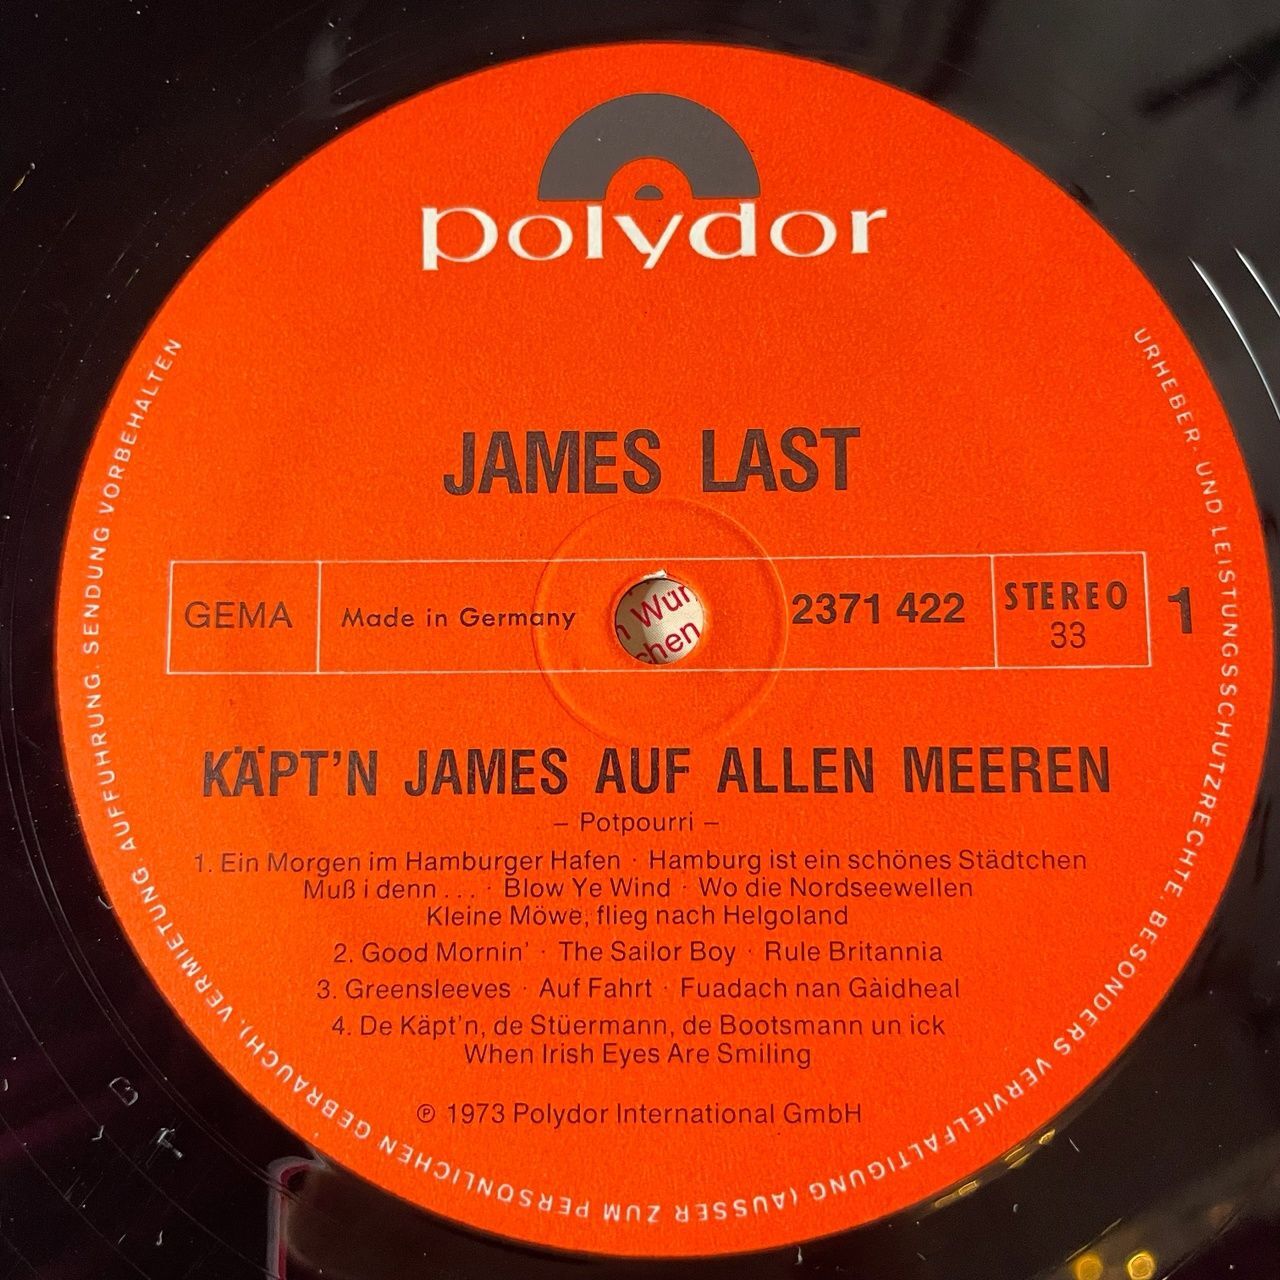 polydor
JAMES LAST
GEMA
Made in Germany
2371 422
STEREO
33
1
KÄPT'N JAMES AUF ALLEN MEEREN
– Potpourri –
1. Ein Morgen im Hamburger Hafen · Hamburg ist ein schönes Städtchen
Muß i denn . . . · Blow Ye Wind · Wo die Nordseewellen
Kleine Möwe, flieg nach Helgoland
2. Good Mornin' · The Sailor Boy · Rule Britannia
3. Greensleeves · Auf Fahrt · Fuadach nan Gàidheal
4. De Käpt'n, de Stüermann, de Bootsmann un ick
When Irish Eyes Are Smiling
℗ 1973 Polydor International GmbH
URHEBER- UND LEISTUNGSSCHUTZRECHTE, BESONDERS VERVIELFÄLTIGUNG (AUSSER ZUM PERSÖNLICHEN GEBRAUCH), VERMIETUNG, AUFFÜHRUNG, SENDUNG VORBEHALTEN